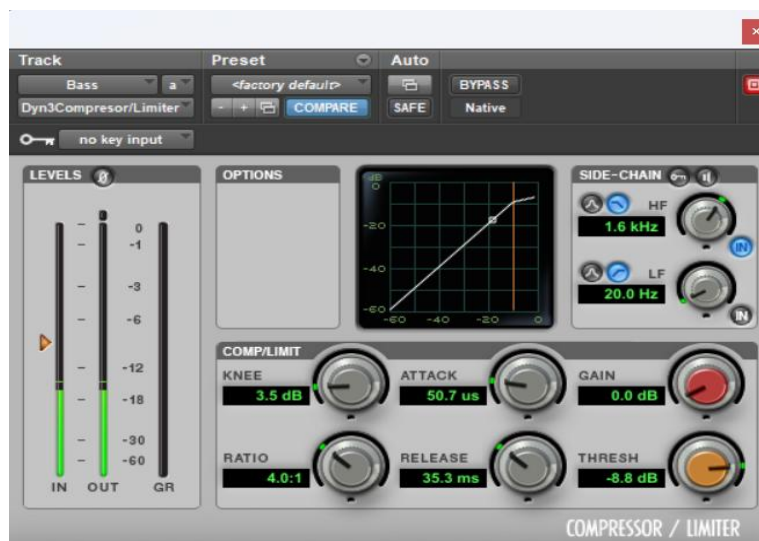 Track
Preset
Auto
Bass
a
<factory default>
BYPASS
Dyn3Compresor/Limiter
- + COMPARE
SAFE
Native
no key input
LEVELS Ø
OPTIONS
dB
0
-20
-40
-60
-60 -40 -20 0
SIDE-CHAIN
HF
1.6 kHz
IN
LF
20.0 Hz
IN
0
-1
-3
-6
-12
-18
-30
-60
IN OUT GR
COMP/LIMIT
KNEE
3.5 dB
ATTACK
50.7 us
GAIN
0.0 dB
RATIO
4.0:1
RELEASE
35.3 ms
THRESH
-8.8 dB
COMPRESSOR / LIMITER